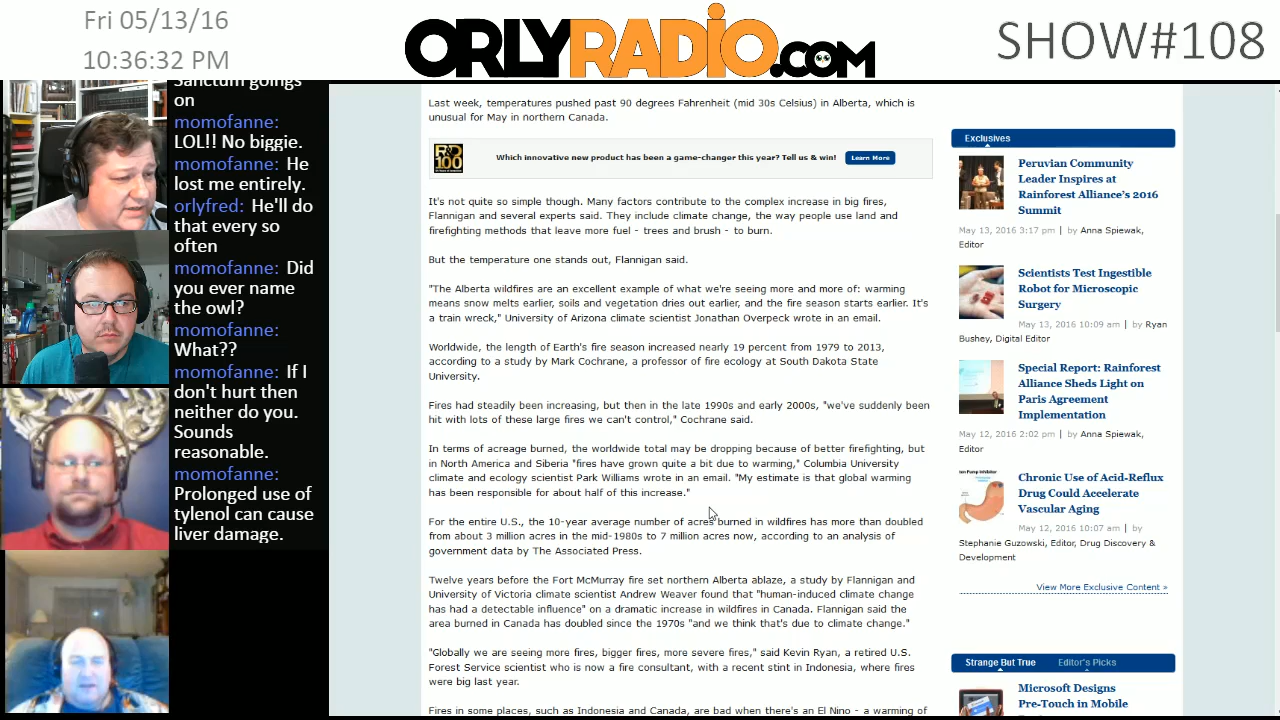 Fri 05/13/16
10:36:32 PM
ORLYRADIO.COM
SHOW#108
Sanctum goings
on
momofanne:
LOL!! No biggie.
momofanne: He
lost me entirely.
orlyfred: He'll do
that every so
often
momofanne: Did
you ever name
the owl?
momofanne:
What??
momofanne: If I
don't hurt then
neither do you.
Sounds
reasonable.
momofanne:
Prolonged use of
tylenol can cause
liver damage.
Last week, temperatures pushed past 90 degrees Fahrenheit (mid 30s Celsius) in Alberta, which is
unusual for May in northern Canada.
R&D
100
Which innovative new product has been a game-changer this year? Tell us & win!
Learn More
It's not quite so simple though. Many factors contribute to the complex increase in big fires,
Flannigan and several experts said. They include climate change, the way people use land and
firefighting methods that leave more fuel - trees and brush - to burn.
But the temperature one stands out, Flannigan said.
"The Alberta wildfires are an excellent example of what we're seeing more and more of: warming
means snow melts earlier, soils and vegetation dries out earlier, and the fire season starts earlier. It's
a train wreck," University of Arizona climate scientist Jonathan Overpeck wrote in an email.
Worldwide, the length of Earth's fire season increased nearly 19 percent from 1979 to 2013,
according to a study by Mark Cochrane, a professor of fire ecology at South Dakota State
University.
Fires had steadily been increasing, but then in the late 1990s and early 2000s, "we've suddenly been
hit with lots of these large fires we can't control," Cochrane said.
In terms of acreage burned, the worldwide total may be dropping because of better firefighting, but
in North America and Siberia "fires have grown quite a bit due to warming," Columbia University
climate and ecology scientist Park Williams wrote in an email. "My estimate is that global warming
has been responsible for about half of this increase."
For the entire U.S., the 10-year average number of acres burned in wildfires has more than doubled
from about 3 million acres in the mid-1980s to 7 million acres now, according to an analysis of
government data by The Associated Press.
Twelve years before the Fort McMurray fire set northern Alberta ablaze, a study by Flannigan and
University of Victoria climate scientist Andrew Weaver found that "human-induced climate change
has had a detectable influence" on a dramatic increase in wildfires in Canada. Flannigan said the
area burned in Canada has doubled since the 1970s "and we think that's due to climate change."
"Globally we are seeing more fires, bigger fires, more severe fires," said Kevin Ryan, a retired U.S.
Forest Service scientist who is now a fire consultant, with a recent stint in Indonesia, where fires
were big last year.
Fires in some places, such as Indonesia and Canada, are bad when there's an El Nino - a warming of
Exclusives
Peruvian Community
Leader Inspires at
Rainforest Alliance's 2016
Summit
May 13, 2016 3:17 pm | by Anna Spiewak,
Editor
Scientists Test Ingestible
Robot for Microscopic
Surgery
May 13, 2016 10:09 am | by Ryan
Bushey, Digital Editor
Special Report: Rainforest
Alliance Sheds Light on
Paris Agreement
Implementation
May 12, 2016 2:02 pm | by Anna Spiewak,
Editor
Chronic Use of Acid-Reflux
Drug Could Accelerate
Vascular Aging
May 12, 2016 10:07 am | by
Stephanie Guzowski, Editor, Drug Discovery &
Development
View More Exclusive Content »
Strange But True
Editor's Picks
Microsoft Designs
Pre-Touch in Mobile